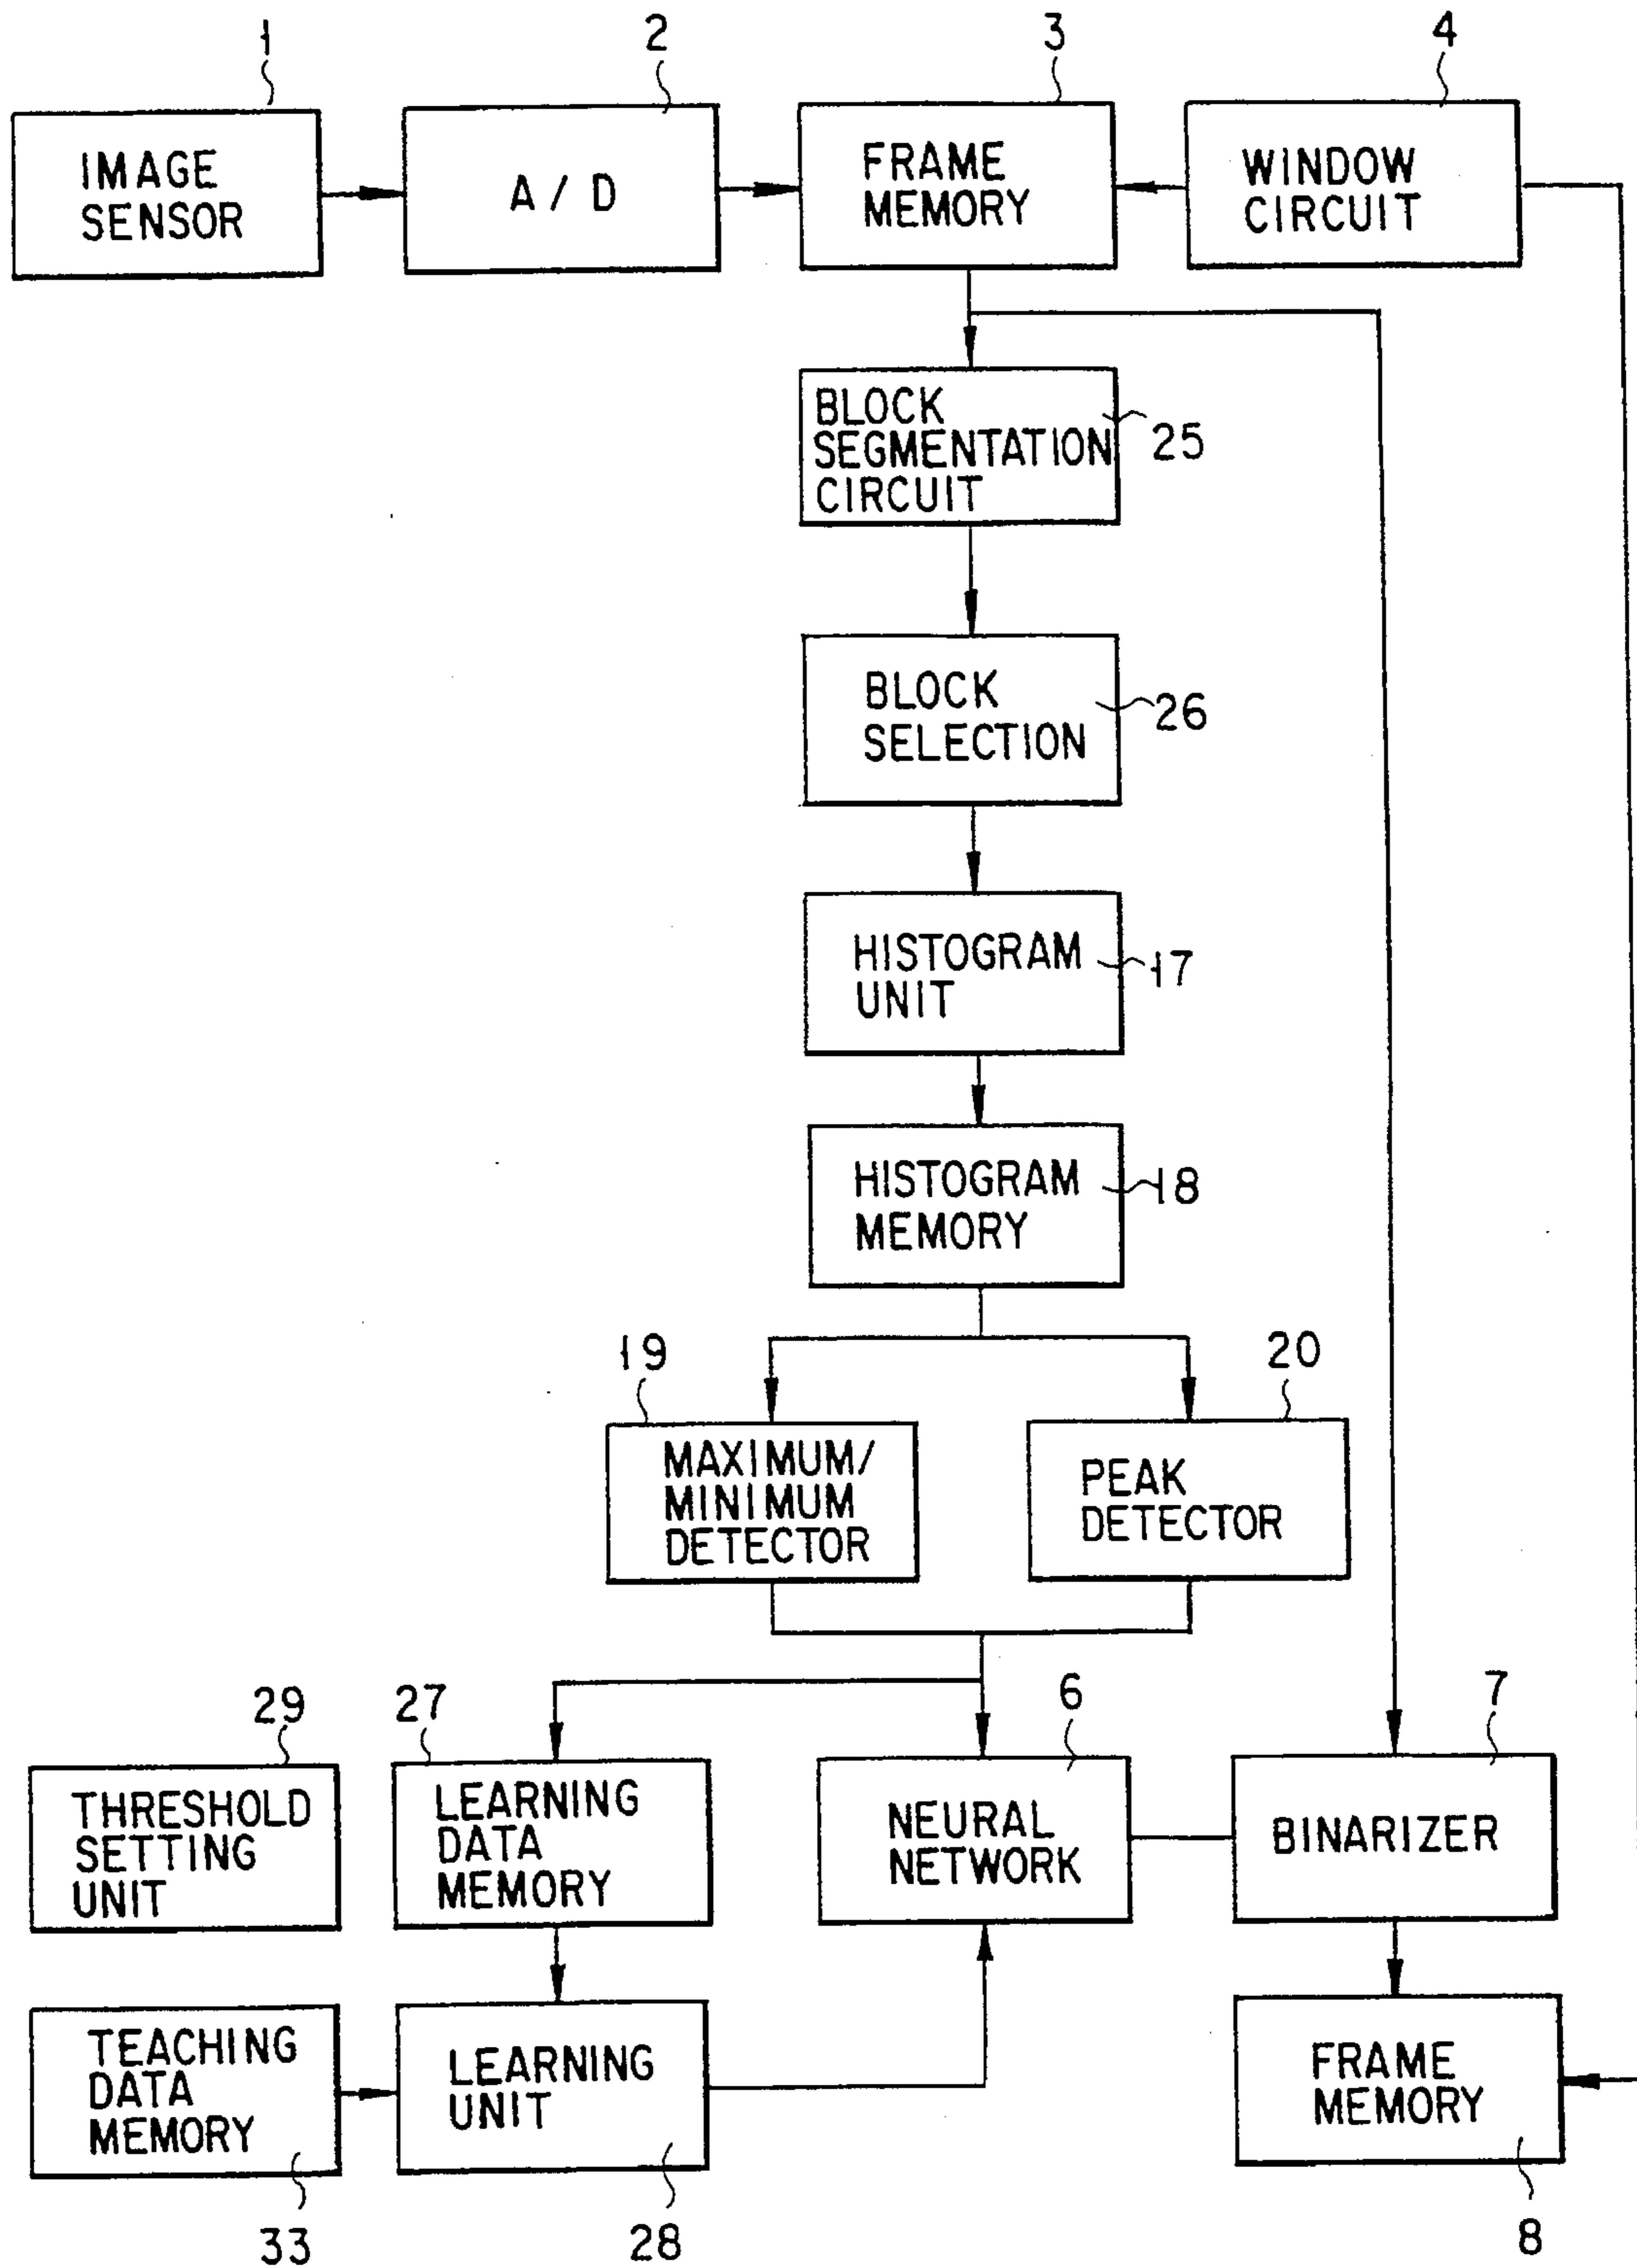 1
2
3
4
IMAGE
SENSOR
A / D
FRAME
MEMORY
WINDOW
CIRCUIT
BLOCK
SEGMENTATION
CIRCUIT
25
BLOCK
SELECTION
26
HISTOGRAM
UNIT
17
HISTOGRAM
MEMORY
18
19
20
MAXIMUM/
MINIMUM
DETECTOR
PEAK
DETECTOR
29
27
6
7
THRESHOLD
SETTING
UNIT
LEARNING
DATA
MEMORY
NEURAL
NETWORK
BINARIZER
TEACHING
DATA
MEMORY
LEARNING
UNIT
FRAME
MEMORY
33
28
8